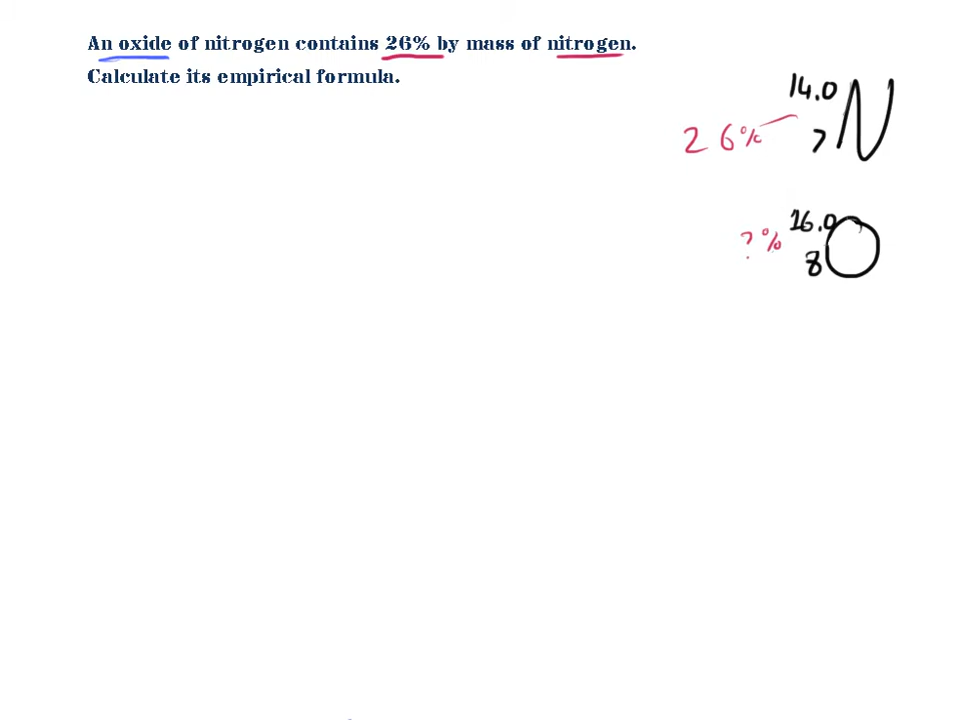 An oxide of nitrogen contains 26% by mass of nitrogen.
Calculate its empirical formula.
14.0
26% 7 N
16.0
?% 8 O